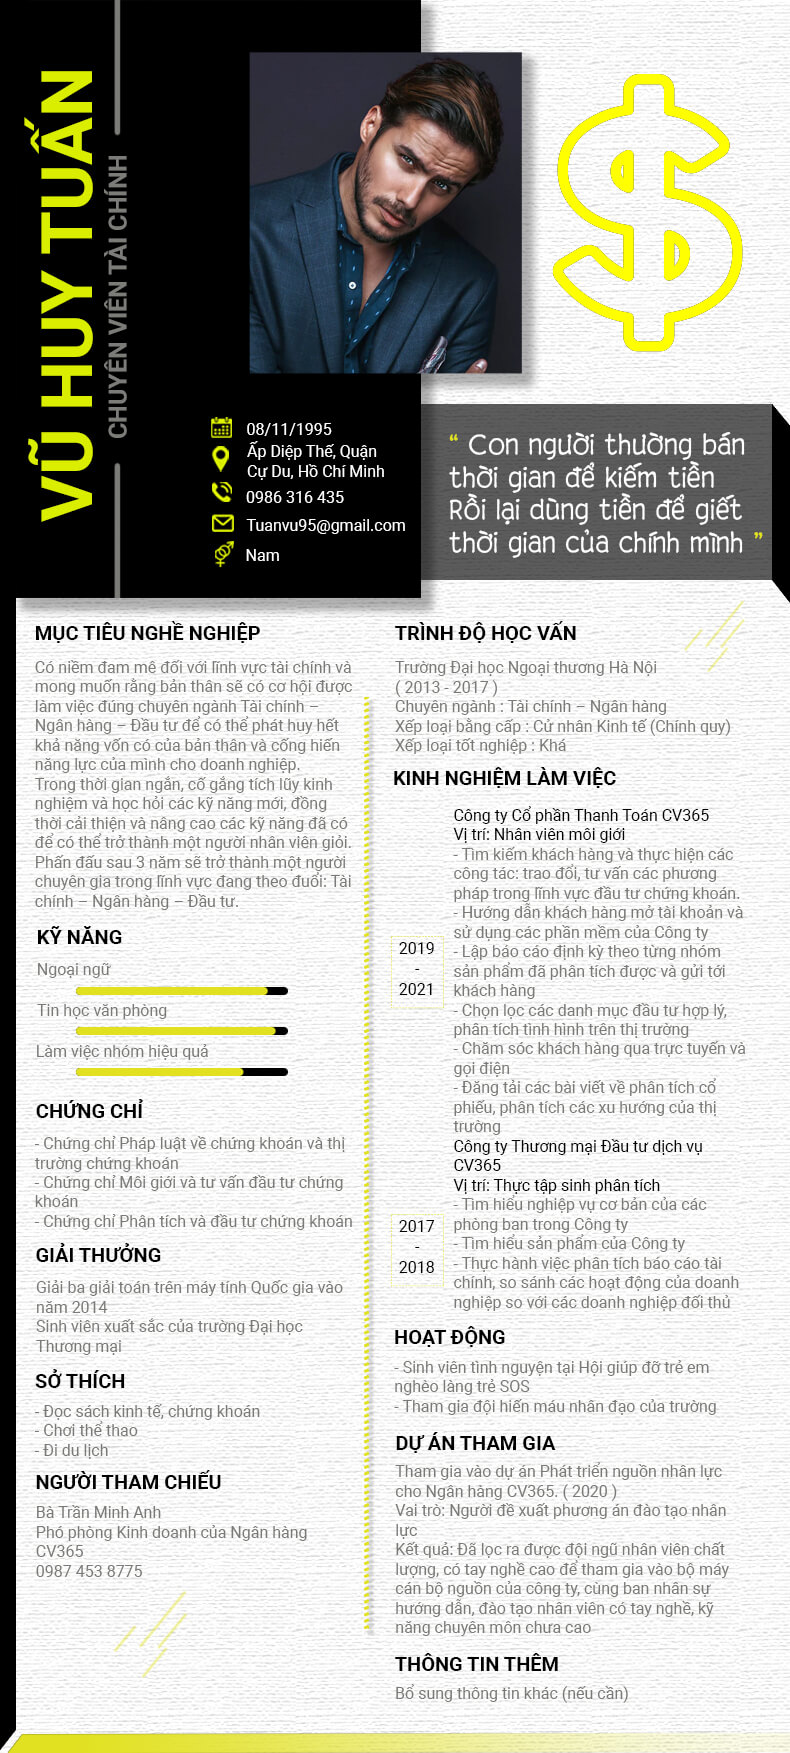 VŨ HUY TUẤN
CHUYÊN VIÊN TÀI CHÍNH
08/11/1995
Ấp Diệp Thế, Quận
Cự Du, Hồ Chí Minh
0986 316 435
Tuanvu95@gmail.com
Nam
“ Con người thường bán
thời gian để kiếm tiền
Rồi lại dùng tiền để giết
thời gian của chính mình ”
MỤC TIÊU NGHỀ NGHIỆP
Có niềm đam mê đối với lĩnh vực tài chính và
mong muốn rằng bản thân sẽ có cơ hội được
làm việc đúng chuyên ngành Tài chính –
Ngân hàng – Đầu tư để có thể phát huy hết
khả năng vốn có của bản thân và cống hiến
năng lực của mình cho doanh nghiệp.
Trong thời gian ngắn, cố gắng tích lũy kinh
nghiệm và học hỏi các kỹ năng mới, đồng
thời cải thiện và nâng cao các kỹ năng đã có
để có thể trở thành một người nhân viên giỏi.
Phấn đấu sau 3 năm sẽ trở thành một người
chuyên gia trong lĩnh vực đang theo đuổi: Tài
chính – Ngân hàng – Đầu tư.
KỸ NĂNG
Ngoại ngữ
Tin học văn phòng
Làm việc nhóm hiệu quả
CHỨNG CHỈ
- Chứng chỉ Pháp luật về chứng khoán và thị
trường chứng khoán
- Chứng chỉ Môi giới và tư vấn đầu tư chứng
khoán
- Chứng chỉ Phân tích và đầu tư chứng khoán
GIẢI THƯỞNG
Giải ba giải toán trên máy tính Quốc gia vào
năm 2014
Sinh viên xuất sắc của trường Đại học
Thương mại
SỞ THÍCH
- Đọc sách kinh tế, chứng khoán
- Chơi thể thao
- Đi du lịch
NGƯỜI THAM CHIẾU
Bà Trần Minh Anh
Phó phòng Kinh doanh của Ngân hàng
CV365
0987 453 8775
TRÌNH ĐỘ HỌC VẤN
Trường Đại học Ngoại thương Hà Nội
( 2013 - 2017 )
Chuyên ngành : Tài chính – Ngân hàng
Xếp loại bằng cấp : Cử nhân Kinh tế (Chính quy)
Xếp loại tốt nghiệp : Khá
KINH NGHIỆM LÀM VIỆC
2019
-
2021
Công ty Cổ phần Thanh Toán CV365
Vị trí: Nhân viên môi giới
- Tìm kiếm khách hàng và thực hiện các
công tác: trao đổi, tư vấn các phương
pháp trong lĩnh vực đầu tư chứng khoán.
- Hướng dẫn khách hàng mở tài khoản và
sử dụng các phần mềm của Công ty
- Lập báo cáo định kỳ theo từng nhóm
sản phẩm đã phân tích được và gửi tới
khách hàng
- Chọn lọc các danh mục đầu tư hợp lý,
phân tích tình hình trên thị trường
- Chăm sóc khách hàng qua trực tuyến và
gọi điện
- Đăng tải các bài viết về phân tích cổ
phiếu, phân tích các xu hướng của thị
trường
2017
-
2018
Công ty Thương mại Đầu tư dịch vụ
CV365
Vị trí: Thực tập sinh phân tích
- Tìm hiểu nghiệp vụ cơ bản của các
phòng ban trong Công ty
- Tìm hiểu sản phẩm của Công ty
- Thực hành việc phân tích báo cáo tài
chính, so sánh các hoạt động của doanh
nghiệp so với các doanh nghiệp đối thủ
HOẠT ĐỘNG
- Sinh viên tình nguyện tại Hội giúp đỡ trẻ em
nghèo làng trẻ SOS
- Tham gia đội hiến máu nhân đạo của trường
DỰ ÁN THAM GIA
Tham gia vào dự án Phát triển nguồn nhân lực
cho Ngân hàng CV365. ( 2020 )
Vai trò: Người đề xuất phương án đào tạo nhân
lực
Kết quả: Đã lọc ra được đội ngũ nhân viên chất
lượng, có tay nghề cao để tham gia vào bộ máy
cán bộ nguồn của công ty, cùng ban nhân sự
hướng dẫn, đào tạo nhân viên có tay nghề, kỹ
năng chuyên môn chưa cao
THÔNG TIN THÊM
Bổ sung thông tin khác (nếu cần)